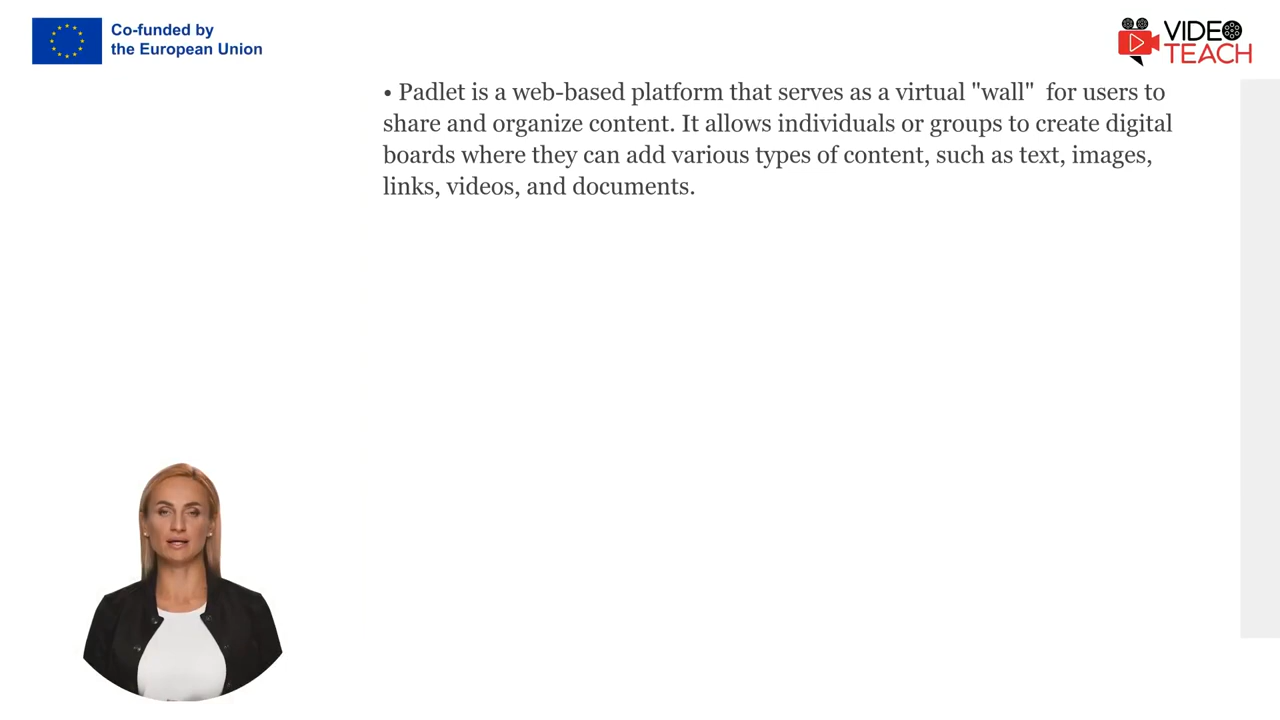 Co-funded by
the European Union
VIDEO
TEACH
• Padlet is a web-based platform that serves as a virtual "wall"  for users to
share and organize content. It allows individuals or groups to create digital
boards where they can add various types of content, such as text, images,
links, videos, and documents.